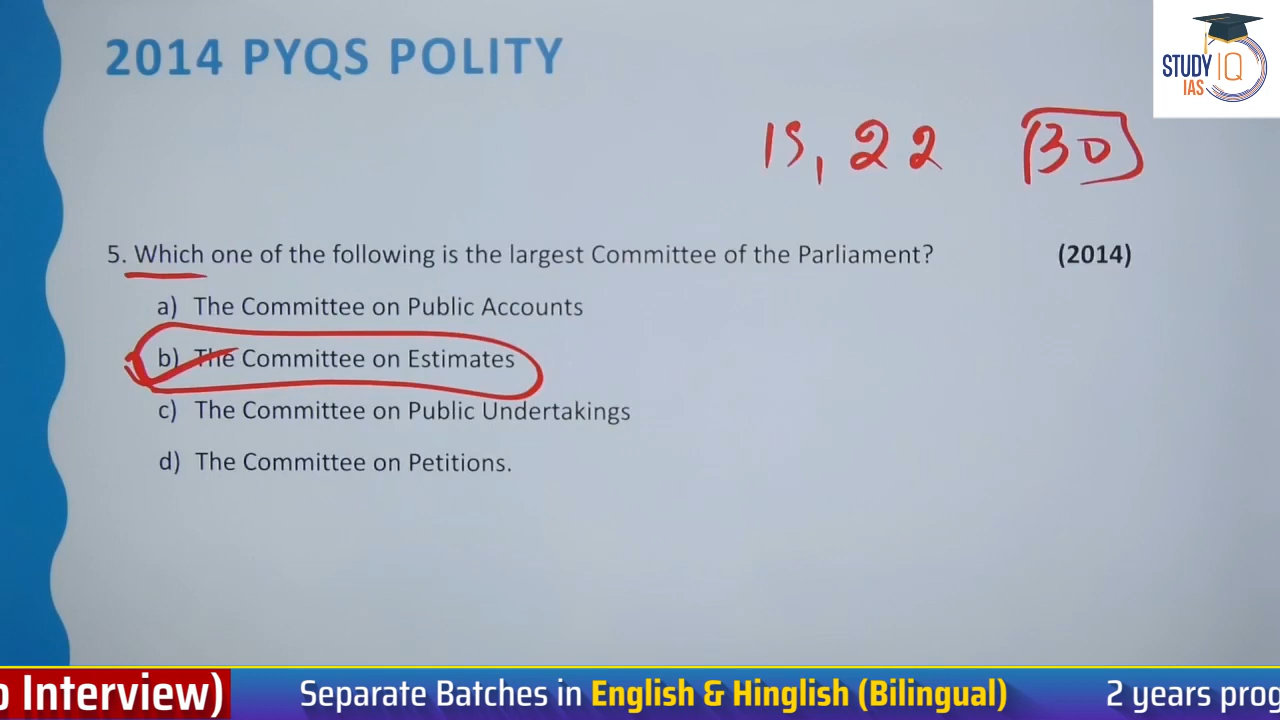 2014 PYQS POLITY
STUDY IQ
IAS
15, 22 30
5. Which one of the following is the largest Committee of the Parliament? (2014)
a) The Committee on Public Accounts
b) The Committee on Estimates
c) The Committee on Public Undertakings
d) The Committee on Petitions.
o Interview) Separate Batches in English & Hinglish (Bilingual) 2 years prog